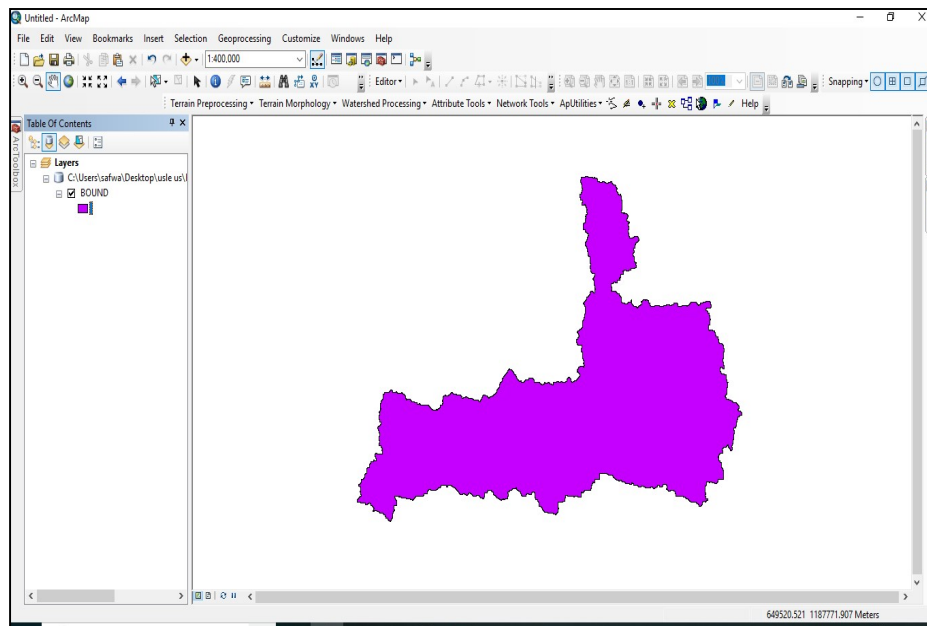 Untitled - ArcMap
File Edit View Bookmarks Insert Selection Geoprocessing Customize Windows Help
1:400,000
Editor
Snapping
Terrain Preprocessing Terrain Morphology Watershed Processing Attribute Tools Network Tools ApUtilities Help
Table Of Contents
ArcToolbox
Layers
C:\Users\safwa\Desktop\usle us\
BOUND
649520.521 1187771.907 Meters